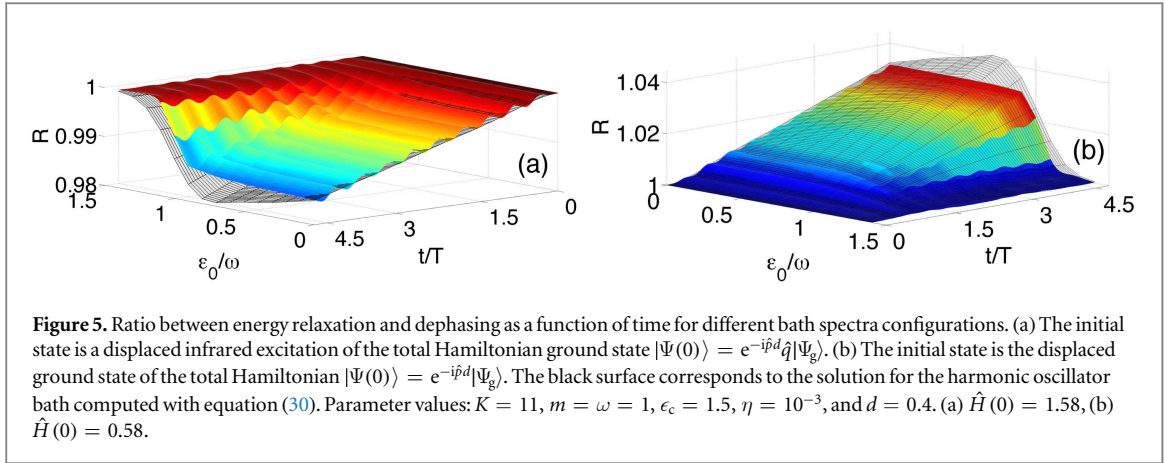 1
0.99
0.98
R
1.5
1
0.5
0
ε₀/ω
4.5
3
1.5
0
t/T
(a)
1.04
1.02
1
R
0
0.5
1
1.5
ε₀/ω
0
1.5
3
4.5
t/T
(b)
Figure 5. Ratio between energy relaxation and dephasing as a function of time for different bath spectra configurations. (a) The initial
state is a displaced infrared excitation of the total Hamiltonian ground state |Ψ(0)⟩ = e^{−ip̂d}q̂|Ψ_g⟩. (b) The initial state is the displaced
ground state of the total Hamiltonian |Ψ(0)⟩ = e^{−ip̂d}|Ψ_g⟩. The black surface corresponds to the solution for the harmonic oscillator
bath computed with equation (30). Parameter values: K = 11, m = ω = 1, ϵ_c = 1.5, η = 10⁻³, and d = 0.4. (a) Ĥ(0) = 1.58, (b)
Ĥ(0) = 0.58.